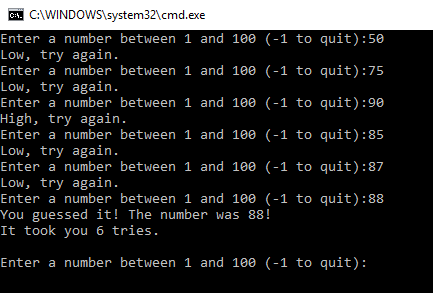 C:\WINDOWS\system32\cmd.exe
Enter a number between 1 and 100 (-1 to quit):50
Low, try again.
Enter a number between 1 and 100 (-1 to quit):75
Low, try again.
Enter a number between 1 and 100 (-1 to quit):90
High, try again.
Enter a number between 1 and 100 (-1 to quit):85
Low, try again.
Enter a number between 1 and 100 (-1 to quit):87
Low, try again.
Enter a number between 1 and 100 (-1 to quit):88
You guessed it! The number was 88!
It took you 6 tries.
Enter a number between 1 and 100 (-1 to quit):